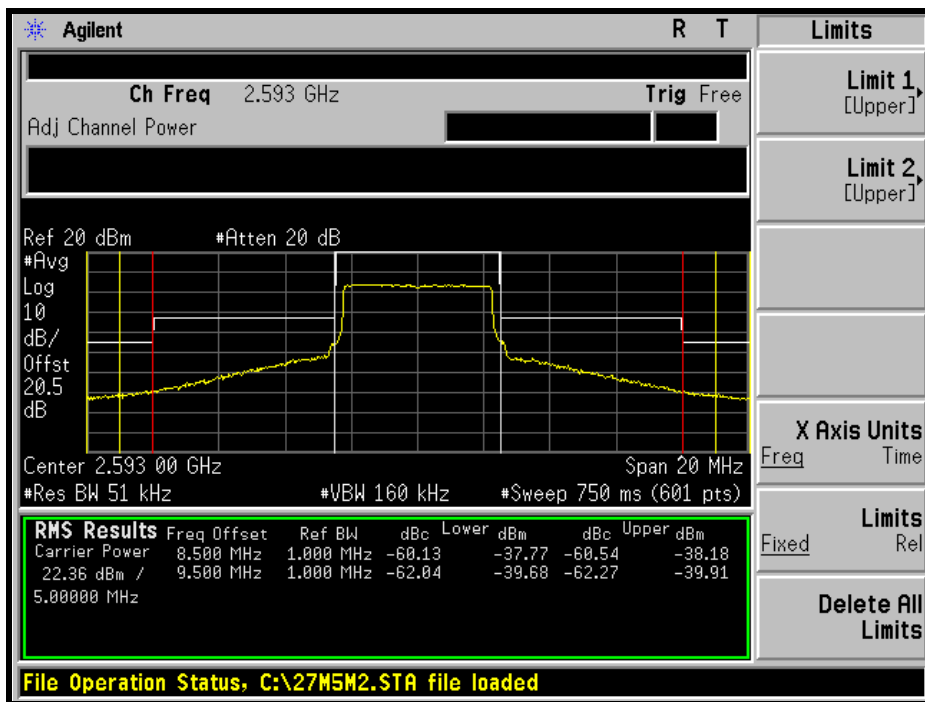 Agilent R T
Ch Freq 2.593 GHz Trig Free
Adj Channel Power
Ref 20 dBm #Atten 20 dB
#Avg
Log
10
dB/
Offst
20.5
dB
Center 2.593 00 GHz Span 20 MHz
#Res BW 51 kHz #VBW 160 kHz #Sweep 750 ms (601 pts)
RMS Results Freq Offset Ref BW dBc Lower dBm dBc Upper dBm
Carrier Power 8.500 MHz 1.000 MHz -60.13 -37.77 -60.54 -38.18
22.36 dBm / 9.500 MHz 1.000 MHz -62.04 -39.68 -62.27 -39.91
5.00000 MHz
File Operation Status, C:\27M5M2.STA file loaded
Limits
Limit 1
[Upper]
Limit 2
[Upper]
X Axis Units
Freq Time
Limits
Fixed Rel
Delete All
Limits